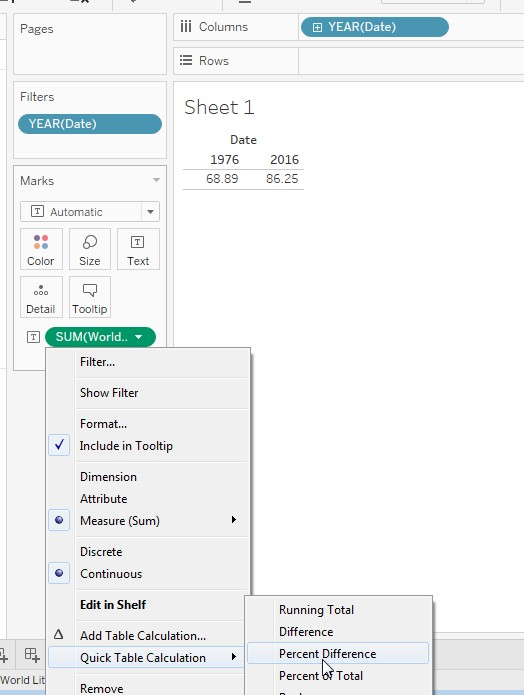 Pages
Columns
YEAR(Date)
Rows
Filters
YEAR(Date)
Sheet 1
Date
1976 2016
68.89 86.25
Marks
T Automatic
Color Size Text
Detail Tooltip
SUM(World..
Filter...
Show Filter
Format...
Include in Tooltip
Dimension
Attribute
Measure (Sum)
Discrete
Continuous
Edit in Shelf
Add Table Calculation...
Quick Table Calculation
Remove
Running Total
Difference
Percent Difference
Percent of Total
World Lit